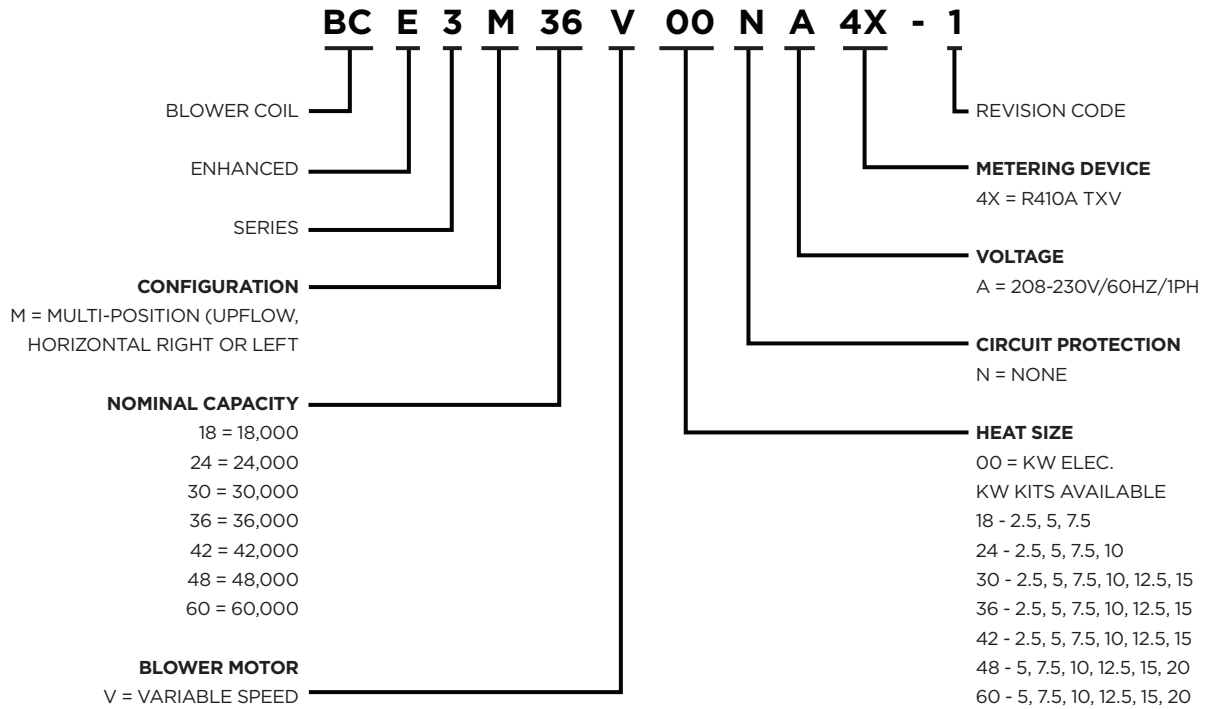 BC E 3 M 36 V 00 N A 4X - 1
BLOWER COIL
ENHANCED
SERIES
CONFIGURATION
M = MULTI-POSITION (UPFLOW,
HORIZONTAL RIGHT OR LEFT
NOMINAL CAPACITY
18 = 18,000
24 = 24,000
30 = 30,000
36 = 36,000
42 = 42,000
48 = 48,000
60 = 60,000
BLOWER MOTOR
V = VARIABLE SPEED
REVISION CODE
METERING DEVICE
4X = R410A TXV
VOLTAGE
A = 208-230V/60HZ/1PH
CIRCUIT PROTECTION
N = NONE
HEAT SIZE
00 = KW ELEC.
KW KITS AVAILABLE
18 - 2.5, 5, 7.5
24 - 2.5, 5, 7.5, 10
30 - 2.5, 5, 7.5, 10, 12.5, 15
36 - 2.5, 5, 7.5, 10, 12.5, 15
42 - 2.5, 5, 7.5, 10, 12.5, 15
48 - 5, 7.5, 10, 12.5, 15, 20
60 - 5, 7.5, 10, 12.5, 15, 20